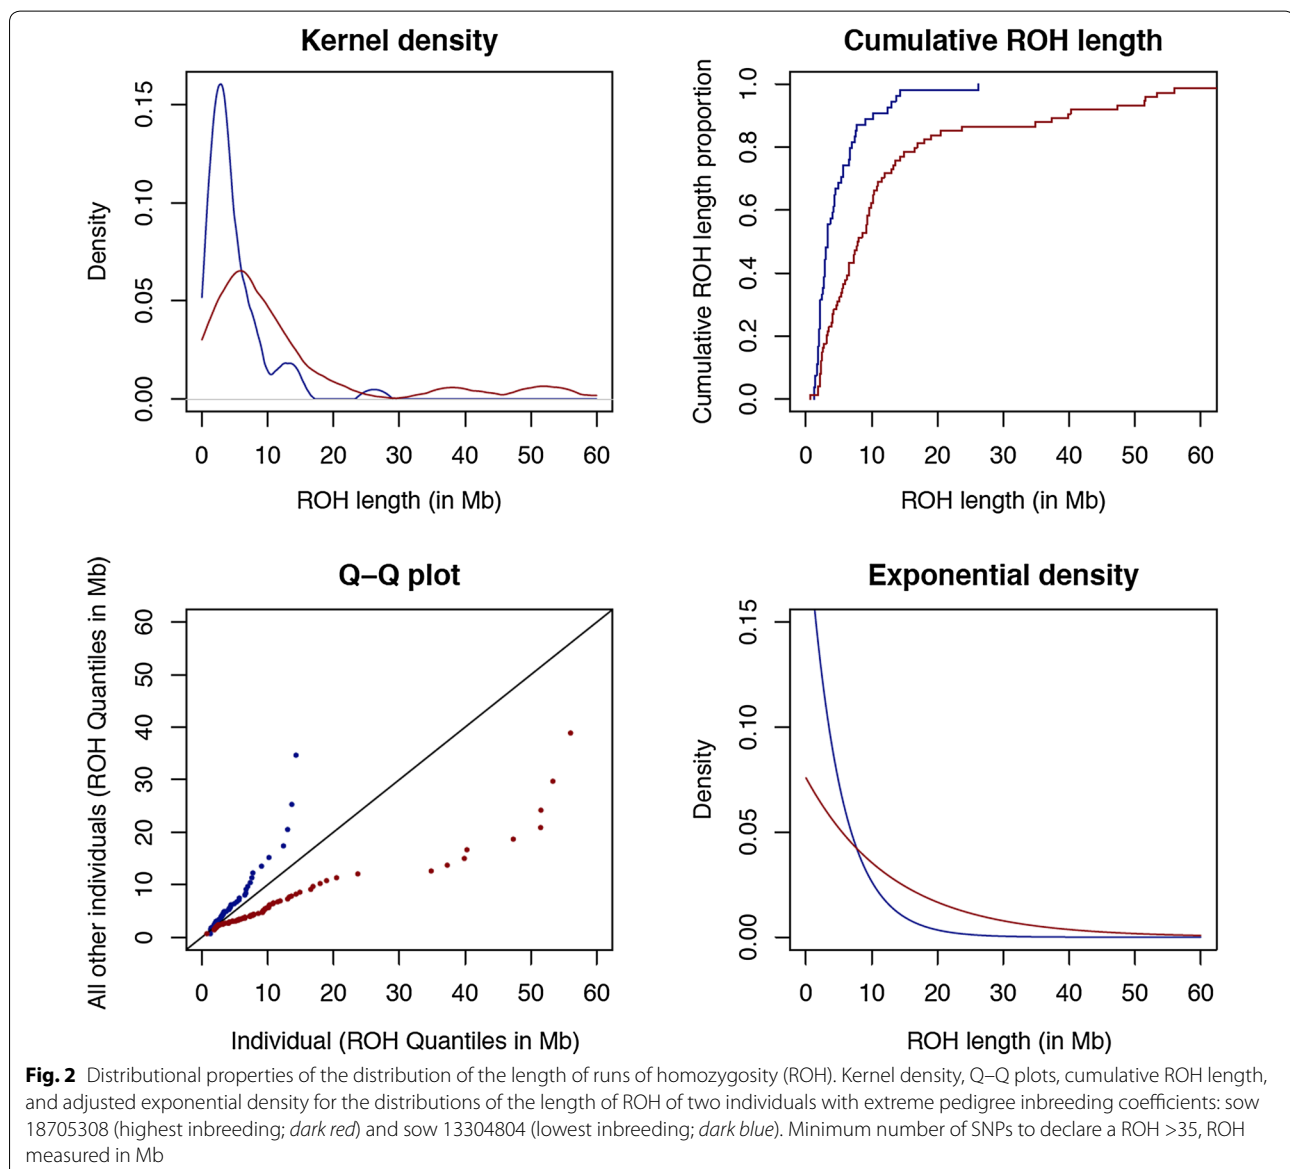 Kernel density
0.15
0.10
0.05
0.00
Density
0 10 20 30 40 50 60
ROH length (in Mb)
Cumulative ROH length
1.0
0.8
0.6
0.4
0.2
0.0
Cumulative ROH length proportion
0 10 20 30 40 50 60
ROH length (in Mb)
Q–Q plot
60
50
40
30
20
10
0
All other individuals (ROH Quantiles in Mb)
0 10 20 30 40 50 60
Individual (ROH Quantiles in Mb)
Exponential density
0.15
0.10
0.05
0.00
Density
0 10 20 30 40 50 60
ROH length (in Mb)
Fig. 2 Distributional properties of the distribution of the length of runs of homozygosity (ROH). Kernel density, Q–Q plots, cumulative ROH length,
and adjusted exponential density for the distributions of the length of ROH of two individuals with extreme pedigree inbreeding coefficients: sow
18705308 (highest inbreeding; dark red) and sow 13304804 (lowest inbreeding; dark blue). Minimum number of SNPs to declare a ROH >35, ROH
measured in Mb